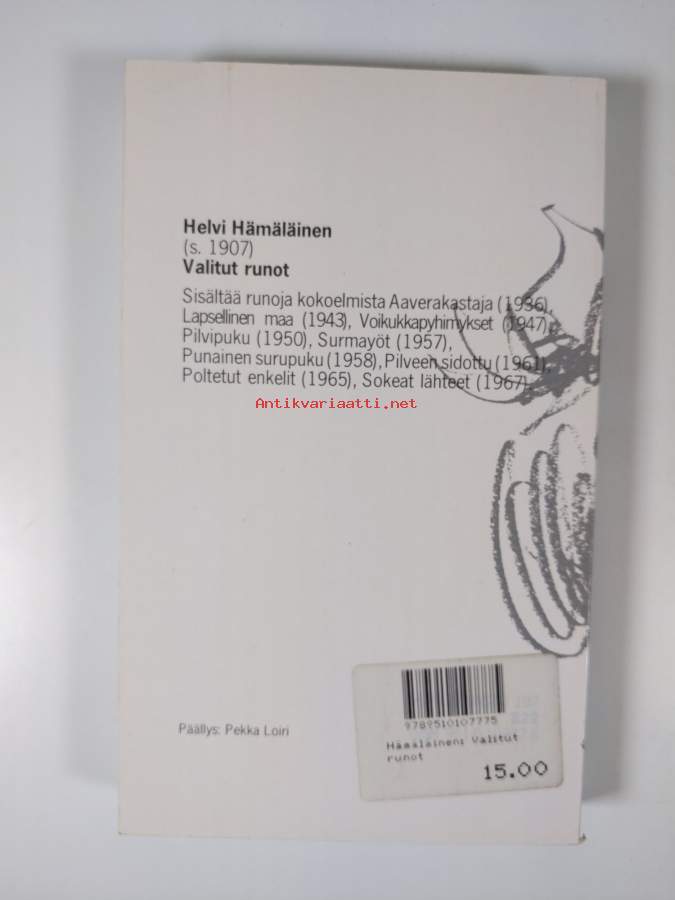 Helvi Hämäläinen
(s. 1907)
Valitut runot
Sisältää runoja kokoelmista Aaverakastaja (1936),
Lapsellinen maa (1943), Voikukkapyhimykset (1947),
Pilvipuku (1950), Surmayöt (1957),
Punainen surupuku (1958), Pilveen sidottu (1961),
Poltetut enkelit (1965), Sokeat lähteet (1967).
Antikvariaatti.net
Päällys: Pekka Loiri
9789510107775
Hämäläinen: Valitut
runot
15.00